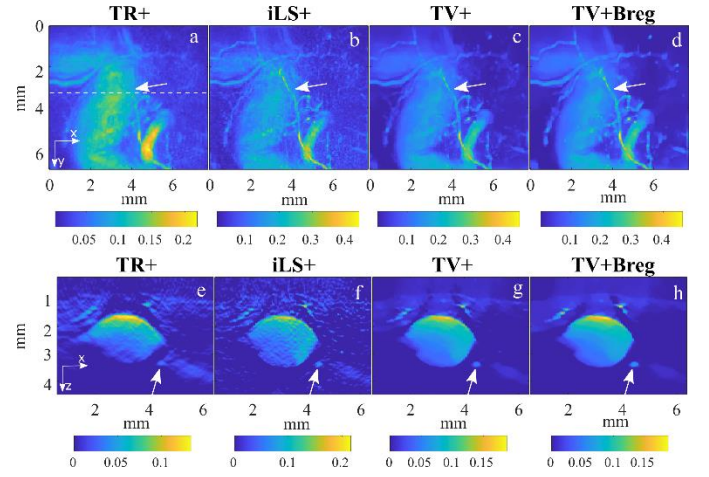 TR+ iLS+ TV+ TV+Breg
0 a b c d
2
mm
4
x
y
6
0 2 4 6 0 2 4 6 0 2 4 6 0 2 4 6
mm mm mm mm
0.05 0.1 0.15 0.2 0.1 0.2 0.3 0.4 0.1 0.2 0.3 0.4 0.1 0.2 0.3 0.4
TR+ iLS+ TV+ TV+Breg
e f g h
1
mm
2
3
x
z
4
2 4 6 2 4 6 2 4 6 2 4 6
mm mm mm mm
0 0.05 0.1 0 0.1 0.2 0 0.05 0.1 0.15 0 0.05 0.1 0.15